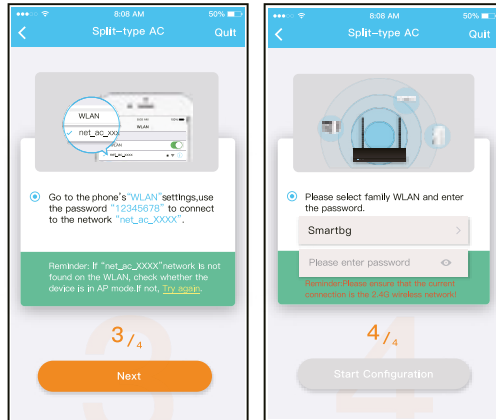 8:08 AM 50%
Split-type AC Quit
WLAN
net_ac_xxx
WLAN
WLAN
net_ac_xxx
Go to the phone's"WLAN"settings,use
the password "12345678" to connect
to the network "net_ac_XXXX".
Reminder: If "net_ac_XXXX"network is not
found on the WLAN, check whether the
device is in AP mode.If not, Try again.
3/4
Next
8:08 AM 50%
Split-type AC Quit
Please select family WLAN and enter
the password.
Smartbg
Please enter password
Reminder:Please ensure that the current
connection is the 2.4G wireless network!
4/4
Start Configuration